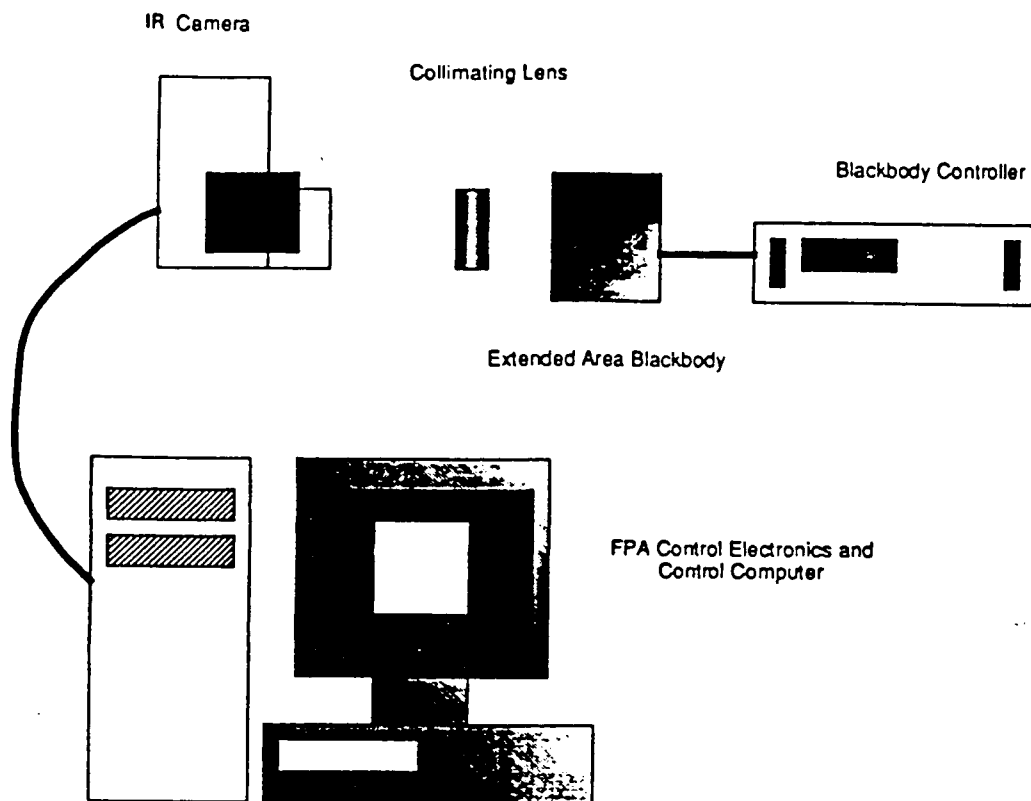 IR Camera
Collimating Lens
Blackbody Controller
Extended Area Blackbody
FPA Control Electronics and
Control Computer